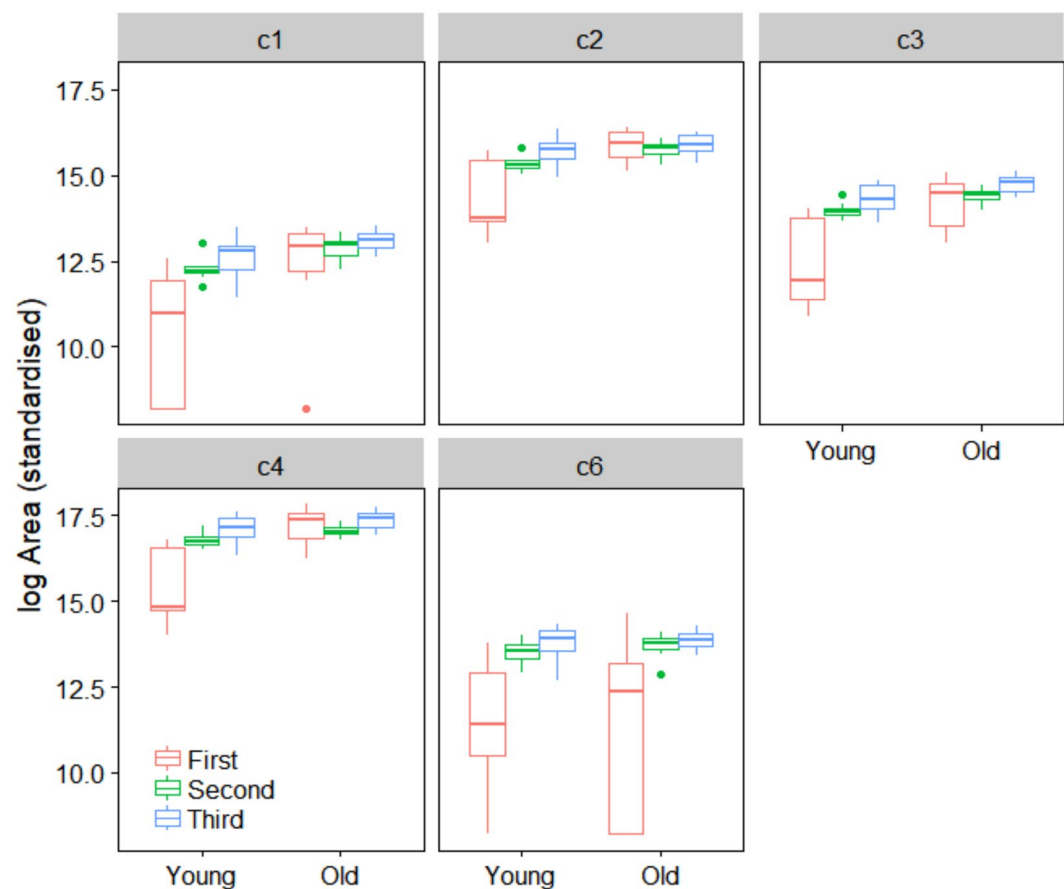 c1
c2
c3
17.5
15.0
12.5
10.0
Young
Old
c4
c6
17.5
15.0
12.5
10.0
First
Second
Third
Young
Old
Young
Old
log Area (standardised)